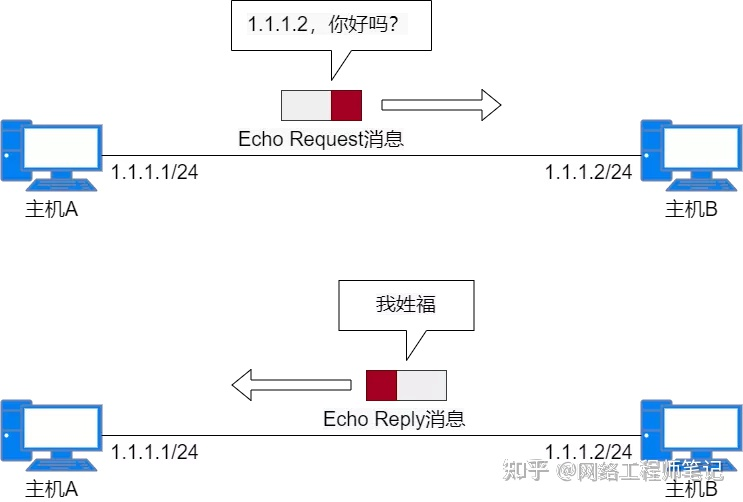 1.1.1.2，你好吗？
Echo Request消息
1.1.1.1/24
1.1.1.2/24
主机A
主机B
我姓福
Echo Reply消息
1.1.1.1/24
1.1.1.2/24
主机A
主机B
知乎 @网络工程师笔记